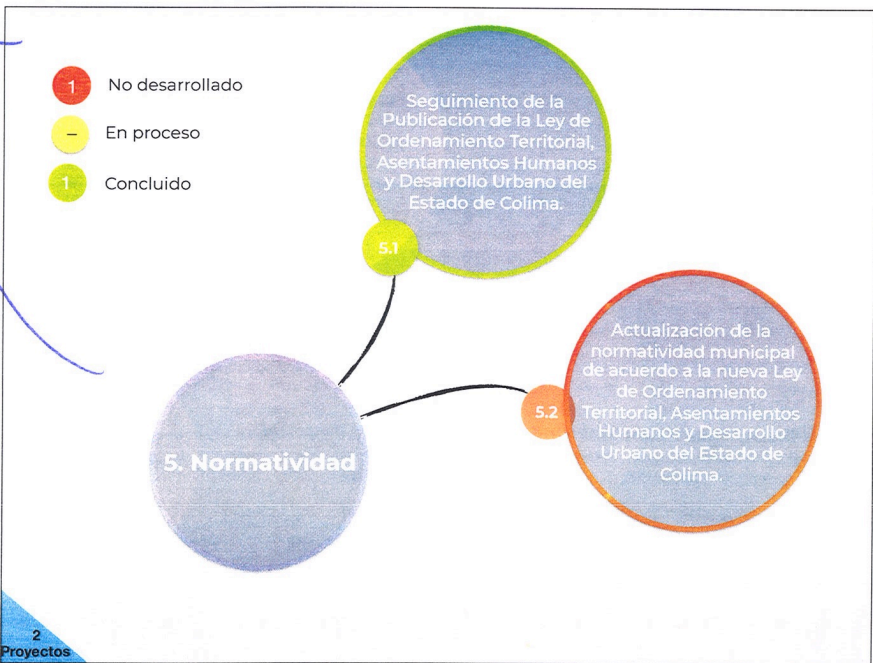 1 No desarrollado
– En proceso
1 Concluido
Seguimiento de la
Publicación de la Ley de
Ordenamiento Territorial,
Asentamientos Humanos
y Desarrollo Urbano del
Estado de Colima.
5.1
Actualización de la
normatividad municipal
de acuerdo a la nueva Ley
de Ordenamiento
Territorial, Asentamientos
Humanos y Desarrollo
Urbano del Estado de
Colima.
5.2
5. Normatividad
2
Proyectos